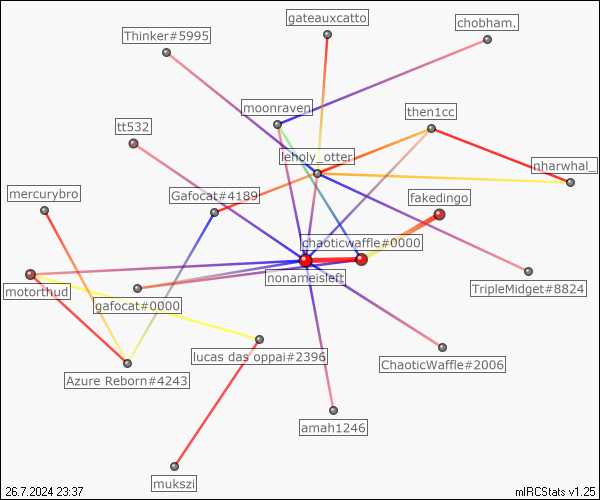 gateauxcatto
chobham.
Thinker#5995
moonraven
then1cc
tt532
leholy_otter
nharwhal_
mercurybro
Gafocat#4189
fakedingo
chaoticwaffle#0000
nonameisleft
motorthud
gafocat#0000
TripleMidget#8824
lucas das oppai#2396
ChaoticWaffle#2006
Azure Reborn#4243
amah1246
mukszi
26.7.2024 23:37
mIRCStats v1.25